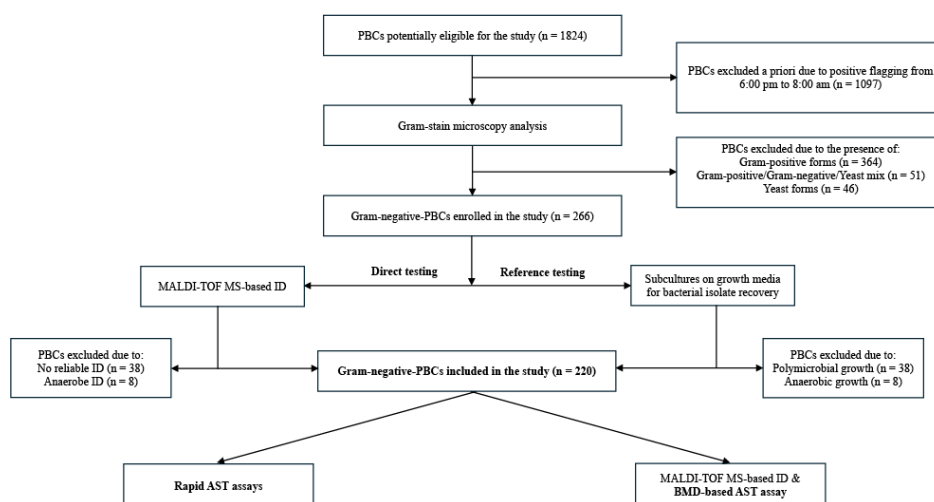 PBCs potentially eligible for the study (n = 1824)
PBCs excluded a priori due to positive flagging from
6:00 pm to 8:00 am (n = 1097)
Gram-stain microscopy analysis
PBCs excluded due to the presence of:
Gram-positive forms (n = 364)
Gram-positive/Gram-negative/Yeast mix (n = 51)
Yeast forms (n = 46)
Gram-negative-PBCs enrolled in the study (n = 266)
Direct testing
Reference testing
MALDI-TOF MS-based ID
Subcultures on growth media
for bacterial isolate recovery
PBCs excluded due to:
No reliable ID (n = 38)
Anaerobe ID (n = 8)
Gram-negative-PBCs included in the study (n = 220)
PBCs excluded due to:
Polymicrobial growth (n = 38)
Anaerobic growth (n = 8)
Rapid AST assays
MALDI-TOF MS-based ID &
BMD-based AST assay